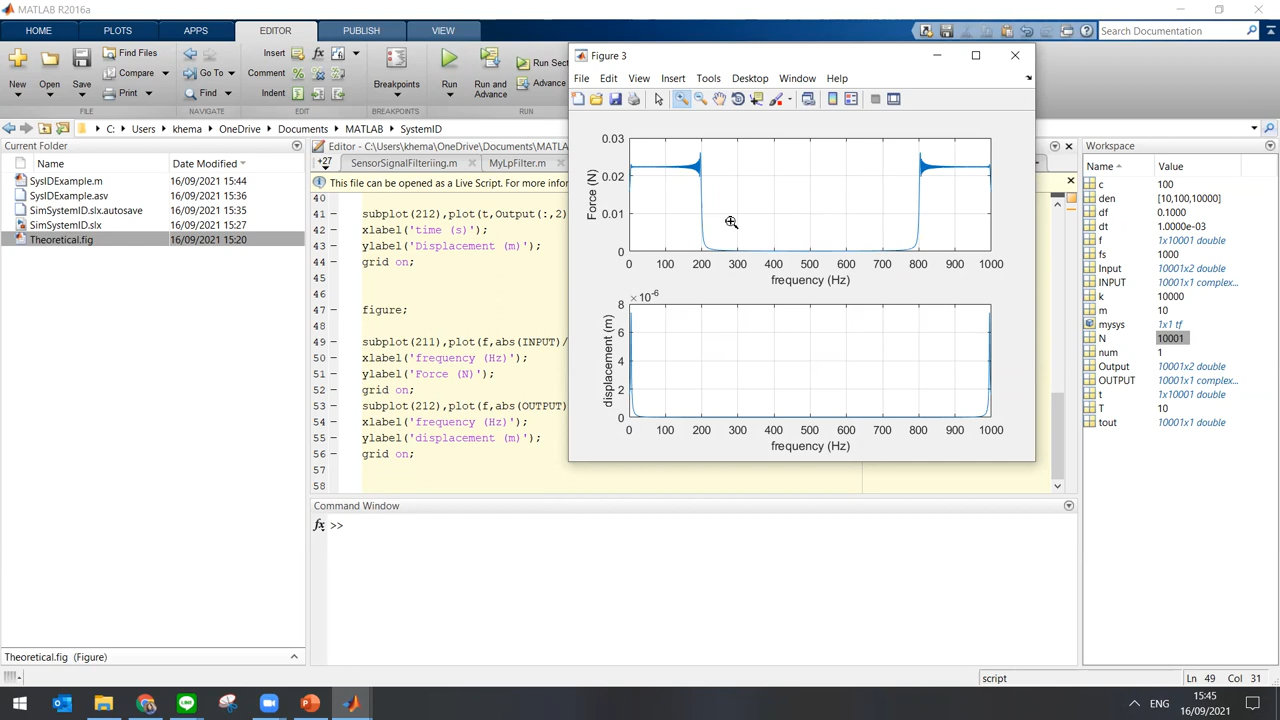 MATLAB R2016a
HOME PLOTS APPS EDITOR PUBLISH VIEW Search Documentation
New Open Save Find Files Compare Print Go To Find Insert Comment Indent Breakpoints Run Run and Advance Run Sect Advance
FILE NAVIGATE EDIT BREAKPOINTS RUN
C: Users khema OneDrive Documents MATLAB SystemID
Current Folder
Name Date Modified
SysIDExample.m 16/09/2021 15:44
SysIDExample.asv 16/09/2021 15:36
SimSystemID.slx.autosave 16/09/2021 15:35
SimSystemID.slx 16/09/2021 15:27
Theoretical.fig 16/09/2021 15:20
Theoretical.fig (Figure)
Editor - C:\Users\khema\OneDrive\Documents\MATLA
+27 SensorSignalFilteriing.m MyLpFilter.m
This file can be opened as a Live Script. For more infor
40
41 subplot(212),plot(t,Output(:,2)
42 xlabel('time (s)');
43 ylabel('Displacement (m)');
44 grid on;
45
46
47 figure;
48
49 subplot(211),plot(f,abs(INPUT)/
50 xlabel('frequency (Hz)');
51 ylabel('Force (N)');
52 grid on;
53 subplot(212),plot(f,abs(OUTPUT)
54 xlabel('frequency (Hz)');
55 ylabel('displacement (m)');
56 grid on;
57
58
Command Window
fx >>
Figure 3
File Edit View Insert Tools Desktop Window Help
0.03
0.02
0.01
0
Force (N)
0 100 200 300 400 500 600 700 800 900 1000
frequency (Hz)
× 10-6
8
6
4
2
0
displacement (m)
0 100 200 300 400 500 600 700 800 900 1000
frequency (Hz)
Workspace
Name Value
c 100
den [10,100,10000]
df 0.1000
dt 1.0000e-03
f 1x10001 double
fs 1000
Input 10001x2 double
INPUT 10001x1 complex...
k 10000
m 10
mysys 1x1 tf
N 10001
num 1
Output 10001x2 double
OUTPUT 10001x1 complex...
t 1x10001 double
T 10
tout 10001x1 double
script Ln 49 Col 31
ENG 15:45
16/09/2021